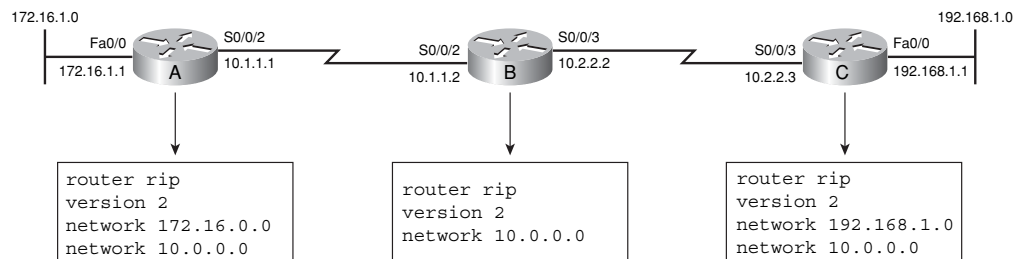 172.16.1.0
192.168.1.0
Fa0/0
S0/0/2
S0/0/2
S0/0/3
S0/0/3
Fa0/0
172.16.1.1
A
10.1.1.1
10.1.1.2
B
10.2.2.2
10.2.2.3
C
192.168.1.1
router rip
version 2
network 172.16.0.0
network 10.0.0.0
router rip
version 2
network 10.0.0.0
router rip
version 2
network 192.168.1.0
network 10.0.0.0